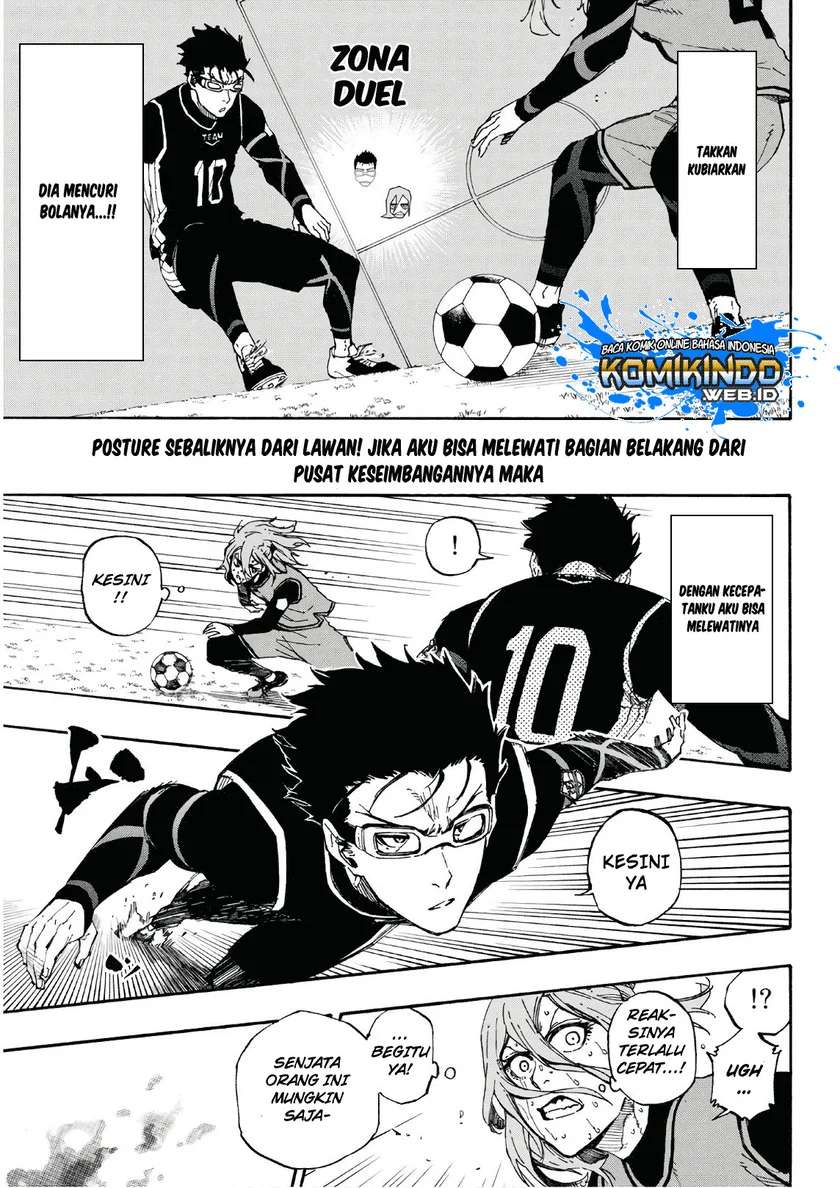 TAKKAN
KUBIARKAN
ZONA
DUEL
TEAM
10
DIA MENCURI
BOLANYA...!!
BACA KOMIK ONLINE BAHASA INDONESIA
KOMIKINDO
WEB.ID
POSTURE SEBALIKNYA DARI LAWAN! JIKA AKU BISA MELEWATI BAGIAN BELAKANG DARI
PUSAT KESEIMBANGANNYA MAKA
DENGAN KECEPA-
TANKU AKU BISA
MELEWATINYA
!
10
KESINI
!!
KESINI
YA
!?
UGH
...
REAK-
SINYA
TERLALU
CEPAT...!
...
BEGITU
YA!
SENJATA
ORANG INI
MUNGKIN
SAJA-